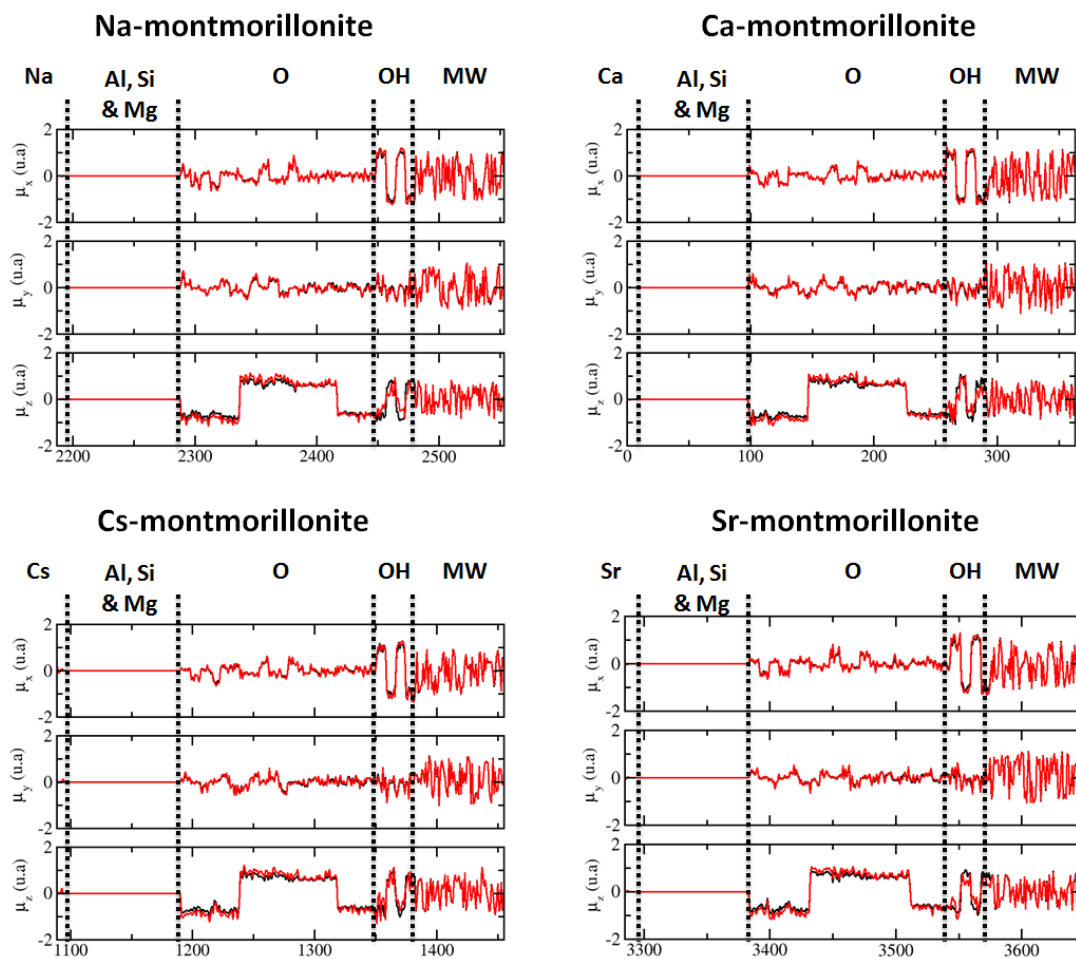 Na-montmorillonite
Na Al, Si O OH MW
& Mg
2
0
-2
μx (u.a)
2
0
-2
μy (u.a)
2
0
-2
μz (u.a)
2200 2300 2400 2500
Ca-montmorillonite
Ca Al, Si O OH MW
& Mg
2
0
-2
μx (u.a)
2
0
-2
μy (u.a)
2
0
-2
μz (u.a)
0 100 200 300
Cs-montmorillonite
Cs Al, Si O OH MW
& Mg
2
0
-2
μx (u.a)
2
0
-2
μy (u.a)
2
0
-2
μz (u.a)
1100 1200 1300 1400
Sr-montmorillonite
Sr Al, Si O OH MW
& Mg
2
0
-2
μx (u.a)
2
0
-2
μy (u.a)
2
0
-2
μz (u.a)
3300 3400 3500 3600